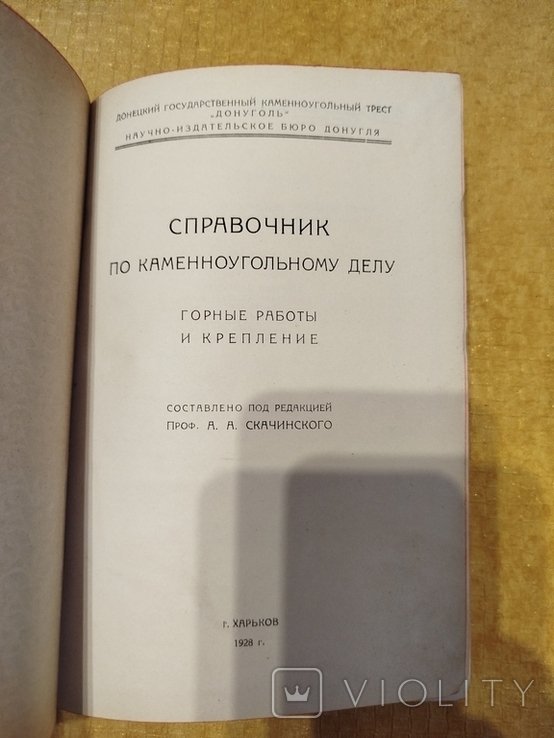 ДОНЕЦКИЙ ГОСУДАРСТВЕННЫЙ КАМЕННОУГОЛЬНЫЙ ТРЕСТ
„ДОНУГОЛЬ“
НАУЧНО-ИЗДАТЕЛЬСКОЕ БЮРО ДОНУГЛЯ
СПРАВОЧНИК
ПО КАМЕННОУГОЛЬНОМУ ДЕЛУ
ГОРНЫЕ РАБОТЫ
И КРЕПЛЕНИЕ
СОСТАВЛЕНО ПОД РЕДАКЦИЕЙ
ПРОФ. А. А. СКАЧИНСКОГО
г. ХАРЬКОВ
1928 г.
VIOLITY